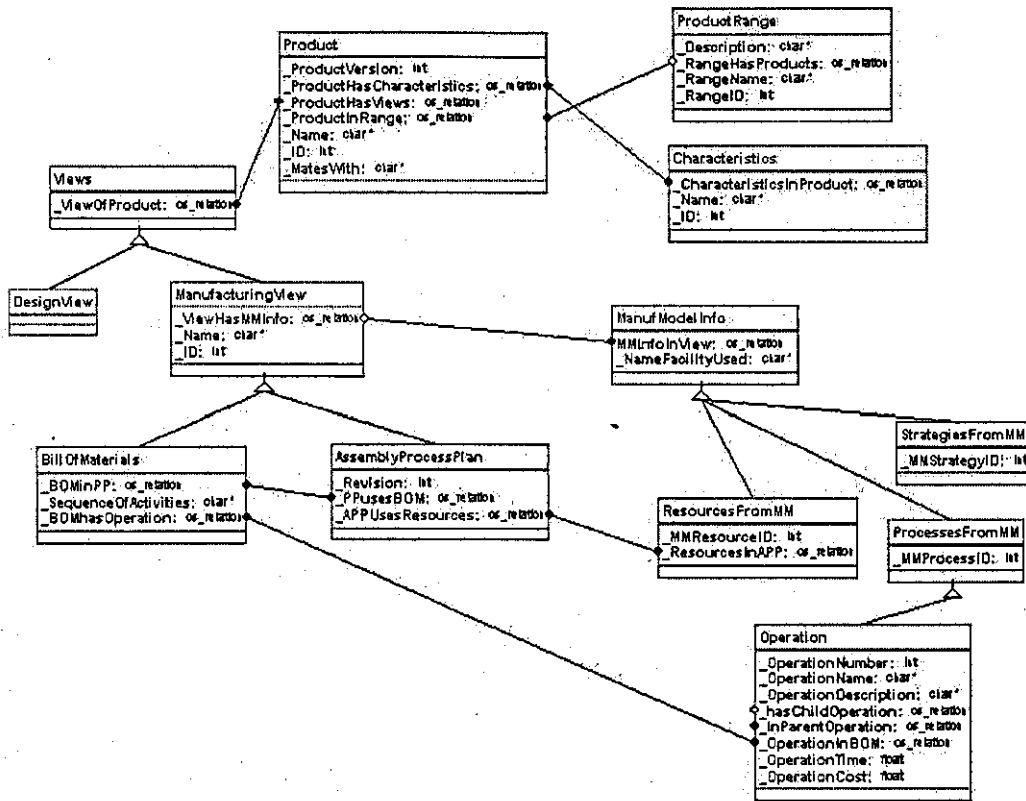 Product
_ProductVersion: int
_ProductHasCharacteristics: os_relation
_ProductHasViews: os_relation
_ProductInRange: os_relation
_Name: char*
_ID: int
_MatesWith: char*
ProductRange
_Description: char*
_RangeHasProducts: os_relation
_RangeName: char*
_RangeID: int
Characteristics
_CharacteristicsInProduct: os_relation
_Name: char*
_ID: int
Views
_ViewOfProduct: os_relation
DesignView
ManufacturingView
_ViewHasMMInfo: os_relation
_Name: char*
_ID: int
ManufModelInfo
MMInfoInView: os_relation
_NameFacilityUsed: char*
StrategiesFromMM
_MMStrategyID: int
BillOfMaterials
_BOMinPP: os_relation
_SequenceOfActivities: char*
_BOMhasOperation: os_relation
AssemblyProcessPlan
_Revision: int
_PPusesBOM: os_relation
_APPUsesResources: os_relation
ResourcesFromMM
_MMResourceID: int
_ResourcesInAPP: os_relation
ProcessesFromMM
_MMProcessID: int
Operation
_OperationNumber: int
_OperationName: char*
_OperationDescription: char*
_hasChildOperation: os_relation
_InParentOperation: os_relation
_OperationInBOM: os_relation
_OperationTime: float
_OperationCost: float